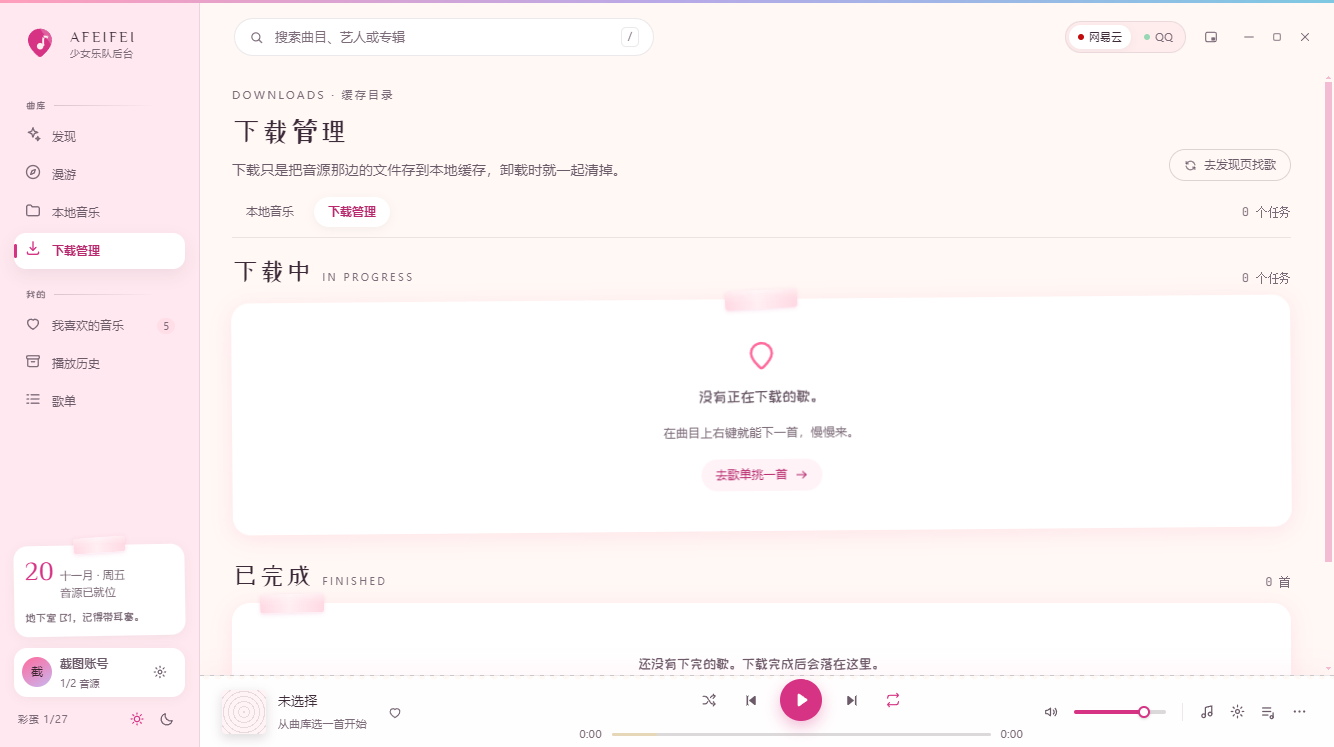 AFEIFEI
少女乐队后台
搜索曲目、艺人或专辑
/
网易云
QQ
曲库
发现
漫游
本地音乐
下载管理
我的
我喜欢的音乐
5
播放历史
歌单
20
十一月 · 周五
音源已就位
地下室 B1，记得带耳塞。
截
截图账号
1/2 音源
彩蛋 1/27
DOWNLOADS · 缓存目录
下载管理
下载只是把音源那边的文件存到本地缓存，卸载时就一起清掉。
去发现页找歌
本地音乐
下载管理
0 个任务
下载中 IN PROGRESS
0 个任务
没有正在下载的歌。
在曲目上右键就能下一首，慢慢来。
去歌单挑一首
已完成 FINISHED
0 首
还没有下完的歌。下载完成后会落在这里。
未选择
从曲库选一首开始
0:00
0:00